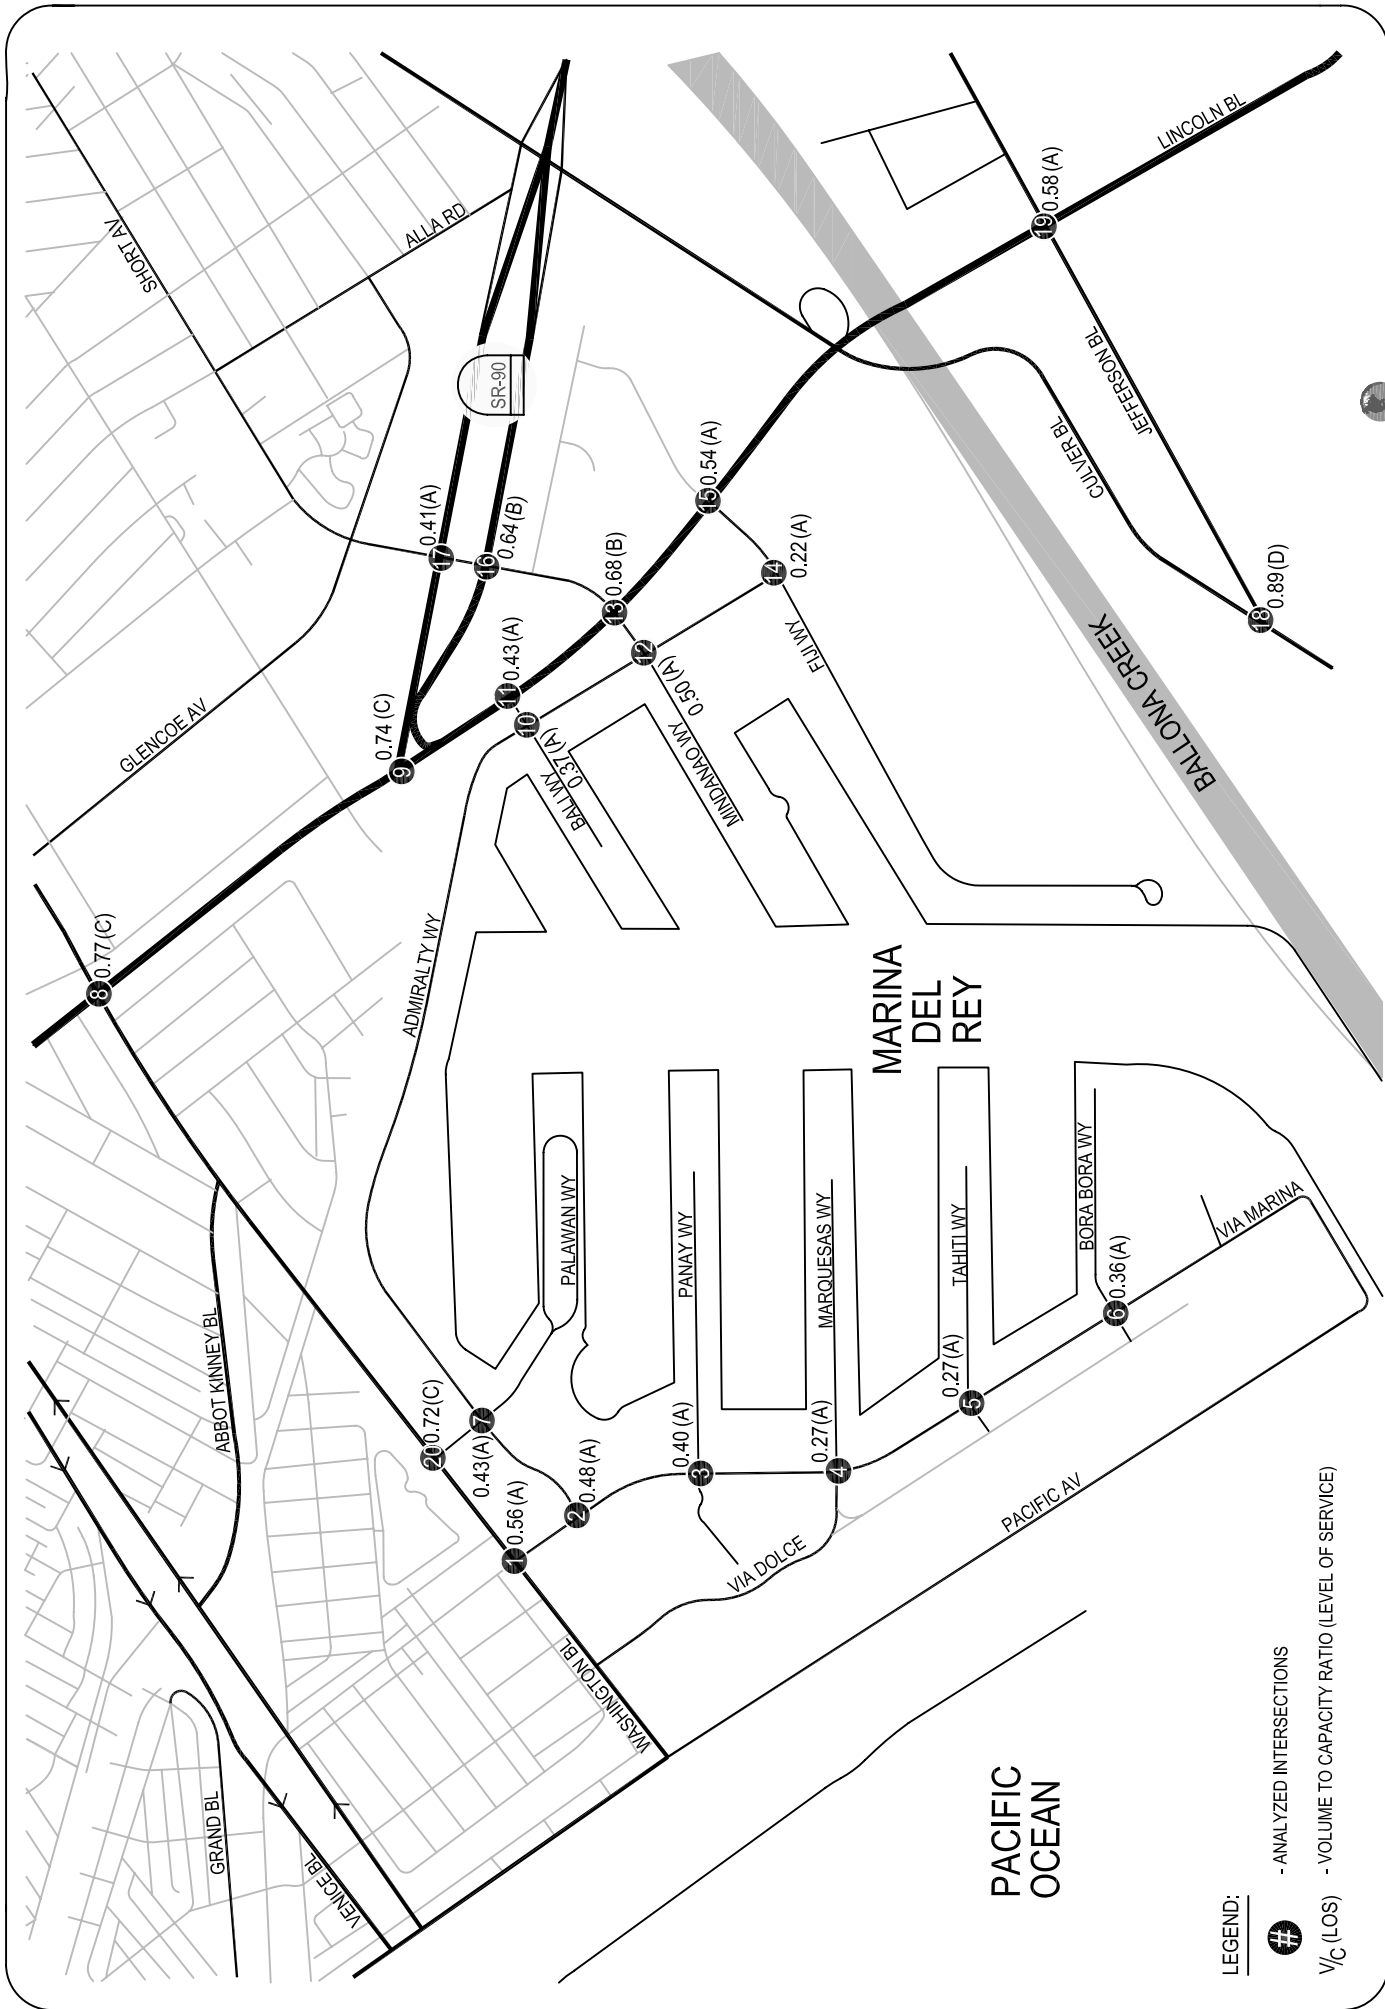 SHORT AV
ALLA RD
SR-90
LINCOLN BL
19
0.58 (A)
JEFFERSON BL
CULVER BL
18
0.89 (D)
BALLONA CREEK
17
0.41 (A)
16
0.64 (B)
15
0.54 (A)
14
0.22 (A)
13
0.68 (B)
12
0.50 (A)
MINDANAO WY
FIJI WY
11
0.43 (A)
10
0.37 (A)
BALI WY
9
0.74 (C)
GLENCOE AV
8
0.77 (C)
ADMIRALTY WY
MARINA
DEL
REY
PALAWAN WY
PANAY WY
MARQUESAS WY
TAHITI WY
BORA BORA WY
VIA MARINA
ABBOT KINNEY BL
20
0.72 (C)
7
0.43 (A)
1
0.56 (A)
2
0.48 (A)
3
0.40 (A)
4
0.27 (A)
5
0.27 (A)
6
0.36 (A)
VIA DOLCE
PACIFIC AV
WASHINGTON BL
GRAND BL
VENICE BL
PACIFIC
OCEAN
LEGEND:
# - ANALYZED INTERSECTIONS
V/C (LOS) - VOLUME TO CAPACITY RATIO (LEVEL OF SERVICE)